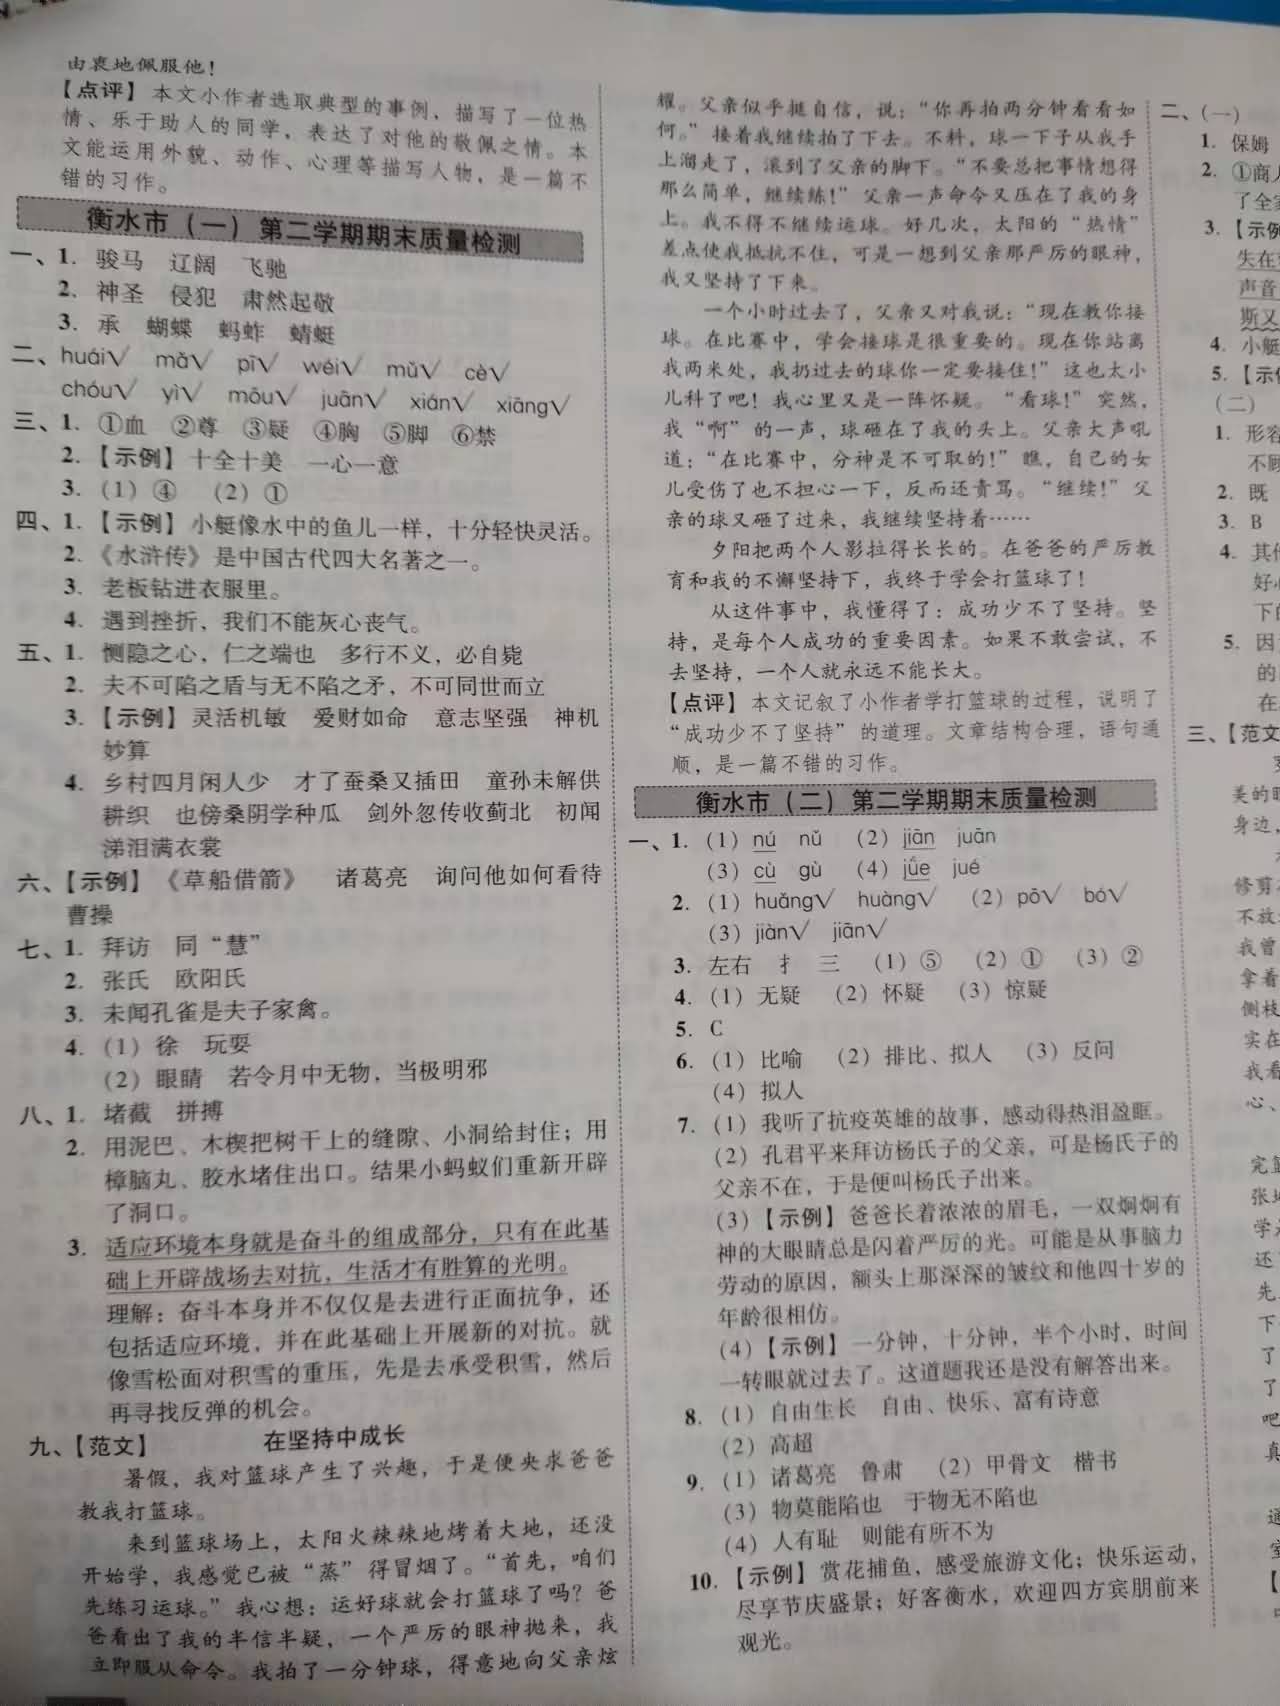 由衷地佩服他！
【点评】本文小作者选取典型的事例，描写了一位热
情、乐于助人的同学，表达了对他的敬佩之情。本
文能运用外貌、动作、心理等描写人物，是一篇不
错的习作。
衡水市（一）第二学期期末质量检测
一、1. 骏马 辽阔 飞驰
2. 神圣 侵犯 肃然起敬
3. 承 蝴蝶 蚂蚱 蜻蜓
二、huái√ mǎ√ pī√ wéi√ mǔ√ cè√
chóu√ yì√ mōu√ juān√ xián√ xiāng√
三、1. ①血 ②尊 ③疑 ④胸 ⑤脚 ⑥禁
2. 【示例】十全十美 一心一意
3. （1）④ （2）①
四、1. 【示例】小艇像水中的鱼儿一样，十分轻快灵活。
2. 《水浒传》是中国古代四大名著之一。
3. 老板钻进衣服里。
4. 遇到挫折，我们不能灰心丧气。
五、1. 恻隐之心，仁之端也 多行不义，必自毙
2. 夫不可陷之盾与无不陷之矛，不可同世而立
3. 【示例】灵活机敏 爱财如命 意志坚强 神机
妙算
4. 乡村四月闲人少 才了蚕桑又插田 童孙未解供
耕织 也傍桑阴学种瓜 剑外忽传收蓟北 初闻
涕泪满衣裳
六、【示例】《草船借箭》 诸葛亮 询问他如何看待
曹操
七、1. 拜访 同“慧”
2. 张氏 欧阳氏
3. 未闻孔雀是夫子家禽。
4. （1）徐 玩耍
（2）眼睛 若令月中无物，当极明邪
八、1. 堵截 拼搏
2. 用泥巴、木楔把树干上的缝隙、小洞给封住；用
樟脑丸、胶水堵住出口。结果小蚂蚁们重新开辟
了洞口。
3. 适应环境本身就是奋斗的组成部分，只有在此基
础上开辟战场去对抗，生活才有胜算的光明。
理解：奋斗本身并不仅仅是去进行正面抗争，还
包括适应环境，并在此基础上开展新的对抗。就
像雪松面对积雪的重压，先是去承受积雪，然后
再寻找反弹的机会。
九、【范文】 在坚持中成长
暑假，我对篮球产生了兴趣，于是便央求爸爸
教我打篮球。
来到篮球场上，太阳火辣辣地烤着大地，还没
开始学，我感觉已被“蒸”得冒烟了。“首先，咱们
先练习运球。”我心想：运好球就会打篮球了吗？爸
爸看出了我的半信半疑，一个严厉的眼神抛来，我
立即服从命令。我拍了一分钟球，得意地向父亲炫
耀。父亲似乎挺自信，说：“你再拍两分钟看看如
何。”接着我继续拍了下去。不料，球一下子从我手
上溜走了，滚到了父亲的脚下。“不要总把事情想得
那么简单，继续练！”父亲一声命令又压在了我的身
上。我不得不继续运球。好几次，太阳的“热情”
差点使我抵抗不住，可是一想到父亲那严厉的眼神，
我又坚持了下来。
一个小时过去了，父亲又对我说：“现在教你接
球。在比赛中，学会接球是很重要的。现在你站离
我两米处，我扔过去的球你一定要接住！”这也太小
儿科了吧！我心里又是一阵怀疑。“看球！”突然，
我“啊”的一声，球砸在了我的头上。父亲大声吼
道：“在比赛中，分神是不可取的！”瞧，自己的女
儿受伤了也不担心一下，反而还责骂。“继续！”父
亲的球又砸了过来，我继续坚持着……
夕阳把两个人影拉得长长的。在爸爸的严厉教
育和我的不懈坚持下，我终于学会打篮球了！
从这件事中，我懂得了：成功少不了坚持。坚
持，是每个人成功的重要因素。如果不敢尝试，不
去坚持，一个人就永远不能长大。
【点评】本文记叙了小作者学打篮球的过程，说明了
“成功少不了坚持”的道理。文章结构合理，语句通
顺，是一篇不错的习作。
衡水市（二）第二学期期末质量检测
一、1. （1）nú nǔ （2）jiān juān
（3）cù gù （4）jǖe jué
2. （1）huǎng√ huàng√ （2）pō√ bó√
（3）jiàn√ jiān√
3. 左右 扌 三 （1）⑤ （2）① （3）②
4. （1）无疑 （2）怀疑 （3）惊疑
5. C
6. （1）比喻 （2）排比、拟人 （3）反问
（4）拟人
7. （1）我听了抗疫英雄的故事，感动得热泪盈眶。
（2）孔君平来拜访杨氏子的父亲，可是杨氏子的
父亲不在，于是便叫杨氏子出来。
（3）【示例】爸爸长着浓浓的眉毛，一双炯炯有
神的大眼睛总是闪着严厉的光。可能是从事脑力
劳动的原因，额头上那深深的皱纹和他四十岁的
年龄很相仿。
（4）【示例】一分钟，十分钟，半个小时，时间
一转眼就过去了。这道题我还是没有解答出来。
8. （1）自由生长 自由、快乐、富有诗意
（2）高超
9. （1）诸葛亮 鲁肃 （2）甲骨文 楷书
（3）物莫能陷也 于物无不陷也
（4）人有耻 则能有所不为
10. 【示例】赏花捕鱼，感受旅游文化；快乐运动，
尽享节庆盛景；好客衡水，欢迎四方宾朋前来
观光。
二、（一）
1. 保姆
2. ①商人
了全家
3. 【示例
失在
声音
斯又
4. 小艇
5. 【示例
（二）
1. 形容
不顾
2. 既
3. B
4. 其他
好心
下的
5. 因
的
在
三、【范文
美的眼
身边，
修剪
不放
我曾
拿着
侧枝
实在
我看
心、
完篮
张地
学
还
先
下
了
了
吧
真
通